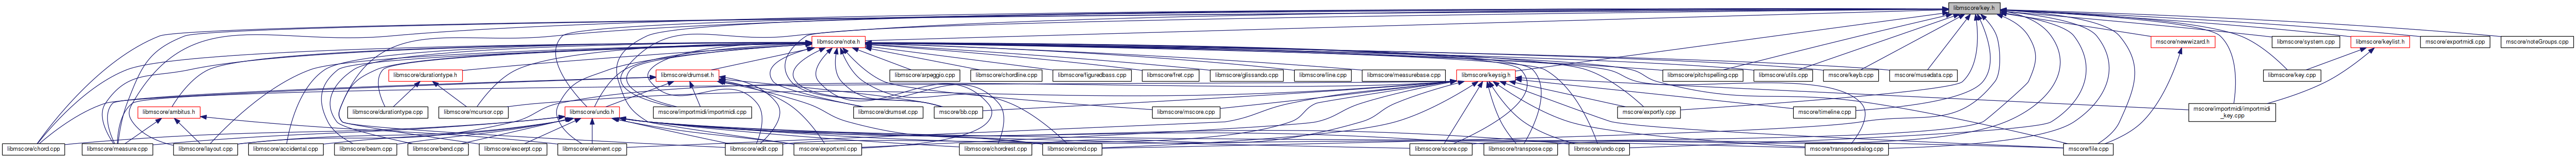 libmscore/key.h
libmscore/note.h
mscore/newwizard.h
libmscore/system.cpp
libmscore/keylist.h
mscore/exportmidi.cpp
mscore/noteGroups.cpp
libmscore/durationtype.h
libmscore/drumset.h
libmscore/arpeggio.cpp
libmscore/chordline.cpp
libmscore/figuredbass.cpp
libmscore/fret.cpp
libmscore/glissando.cpp
libmscore/line.cpp
libmscore/measurebase.cpp
libmscore/keysig.h
libmscore/pitchspelling.cpp
libmscore/utils.cpp
mscore/keyb.cpp
mscore/musedata.cpp
libmscore/key.cpp
libmscore/ambitus.h
libmscore/durationtype.cpp
libmscore/mcursor.cpp
libmscore/undo.h
mscore/importmidi/importmidi.cpp
libmscore/drumset.cpp
mscore/bb.cpp
libmscore/mscore.cpp
mscore/exportly.cpp
mscore/timeline.cpp
mscore/importmidi/importmidi
_key.cpp
libmscore/chord.cpp
libmscore/measure.cpp
libmscore/layout.cpp
libmscore/accidental.cpp
libmscore/beam.cpp
libmscore/bend.cpp
libmscore/excerpt.cpp
libmscore/element.cpp
libmscore/edit.cpp
mscore/exportxml.cpp
libmscore/chordrest.cpp
libmscore/cmd.cpp
libmscore/score.cpp
libmscore/transpose.cpp
libmscore/undo.cpp
mscore/transposedialog.cpp
mscore/file.cpp